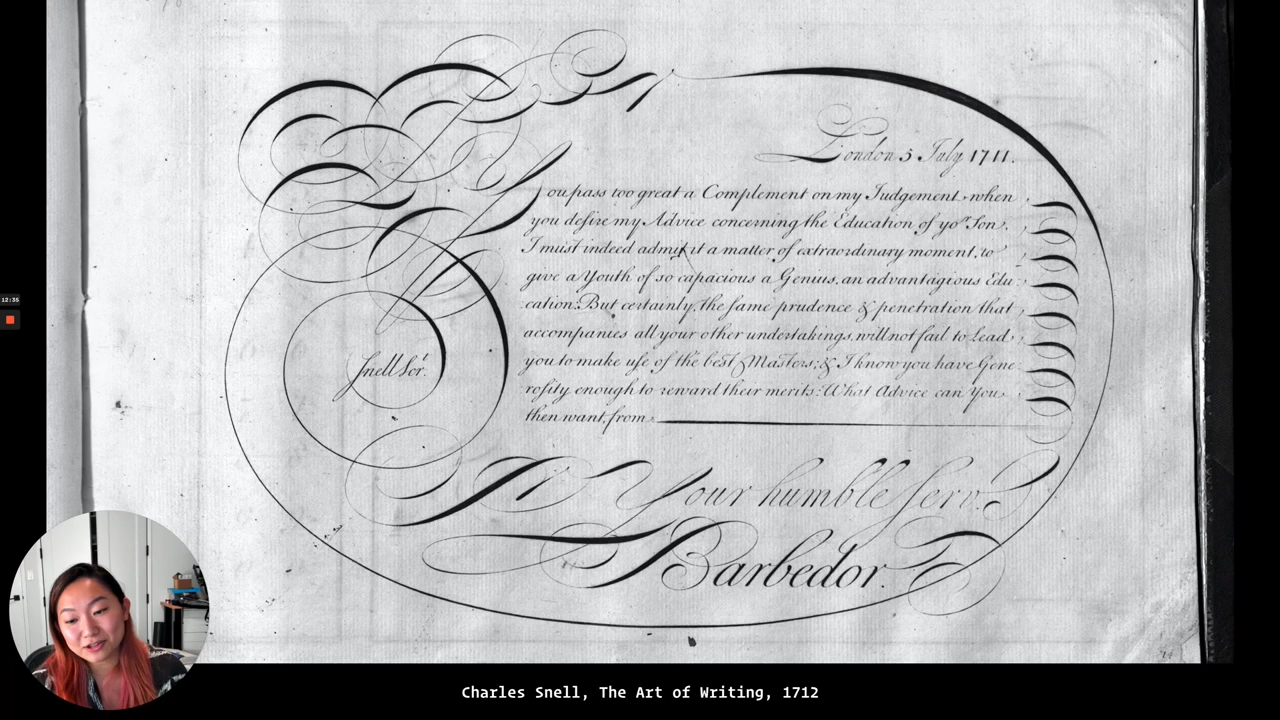 London 5 July 1711.
Sr
You pass too great a Complement on my Judgement, when
you desire my Advice concerning the Education of yor Son.
I must indeed admit it a matter of extraordinary moment, to
give a Youth of so capacious a Genius, an advantagious Edu-
cation: But certainly, the same prudence & penetration that
accompanies all your other undertakings, will not fail to Lead
you to make use of the best Masters; & I know you have Gene-
rosity enough to reward their merits: What Advice can You
then want, from
Snell Scr.t
Sr Your humble Servt
Barbedor
12:35
Charles Snell, The Art of Writing, 1712